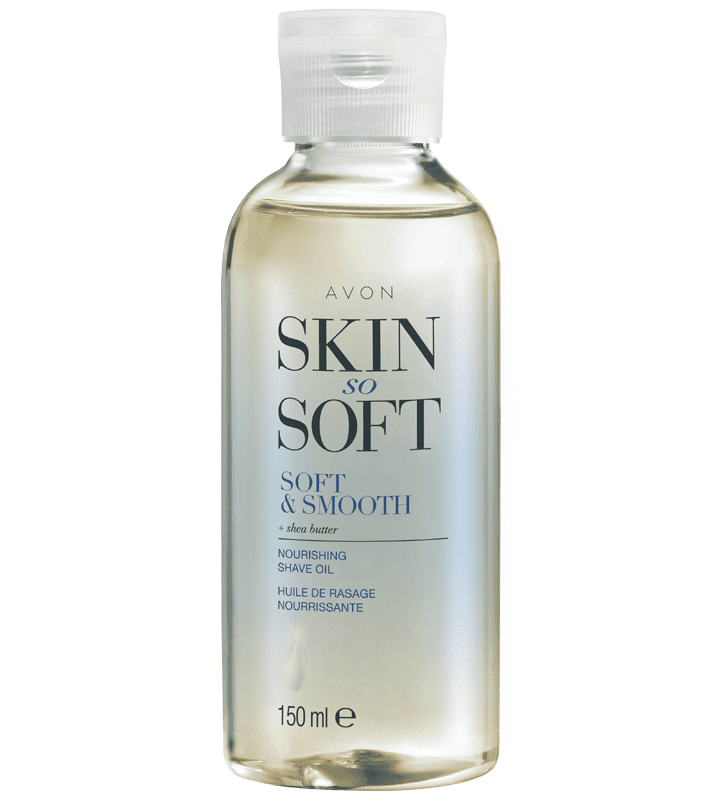 AVON
SKIN
so
SOFT
SOFT
& SMOOTH
+ shea butter
NOURISHING
SHAVE OIL
HUILE DE RASAGE
NOURRISSANTE
150 ml ℮